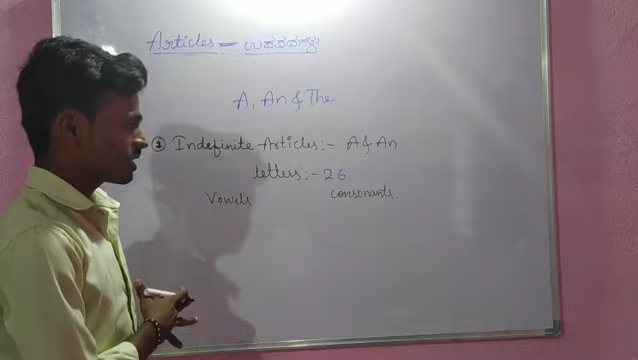 Articles - ಉಪಪದಗಳು
A, An & The
① Indefinite Articles:- A & An
letters:- 26
Vowels consonants.